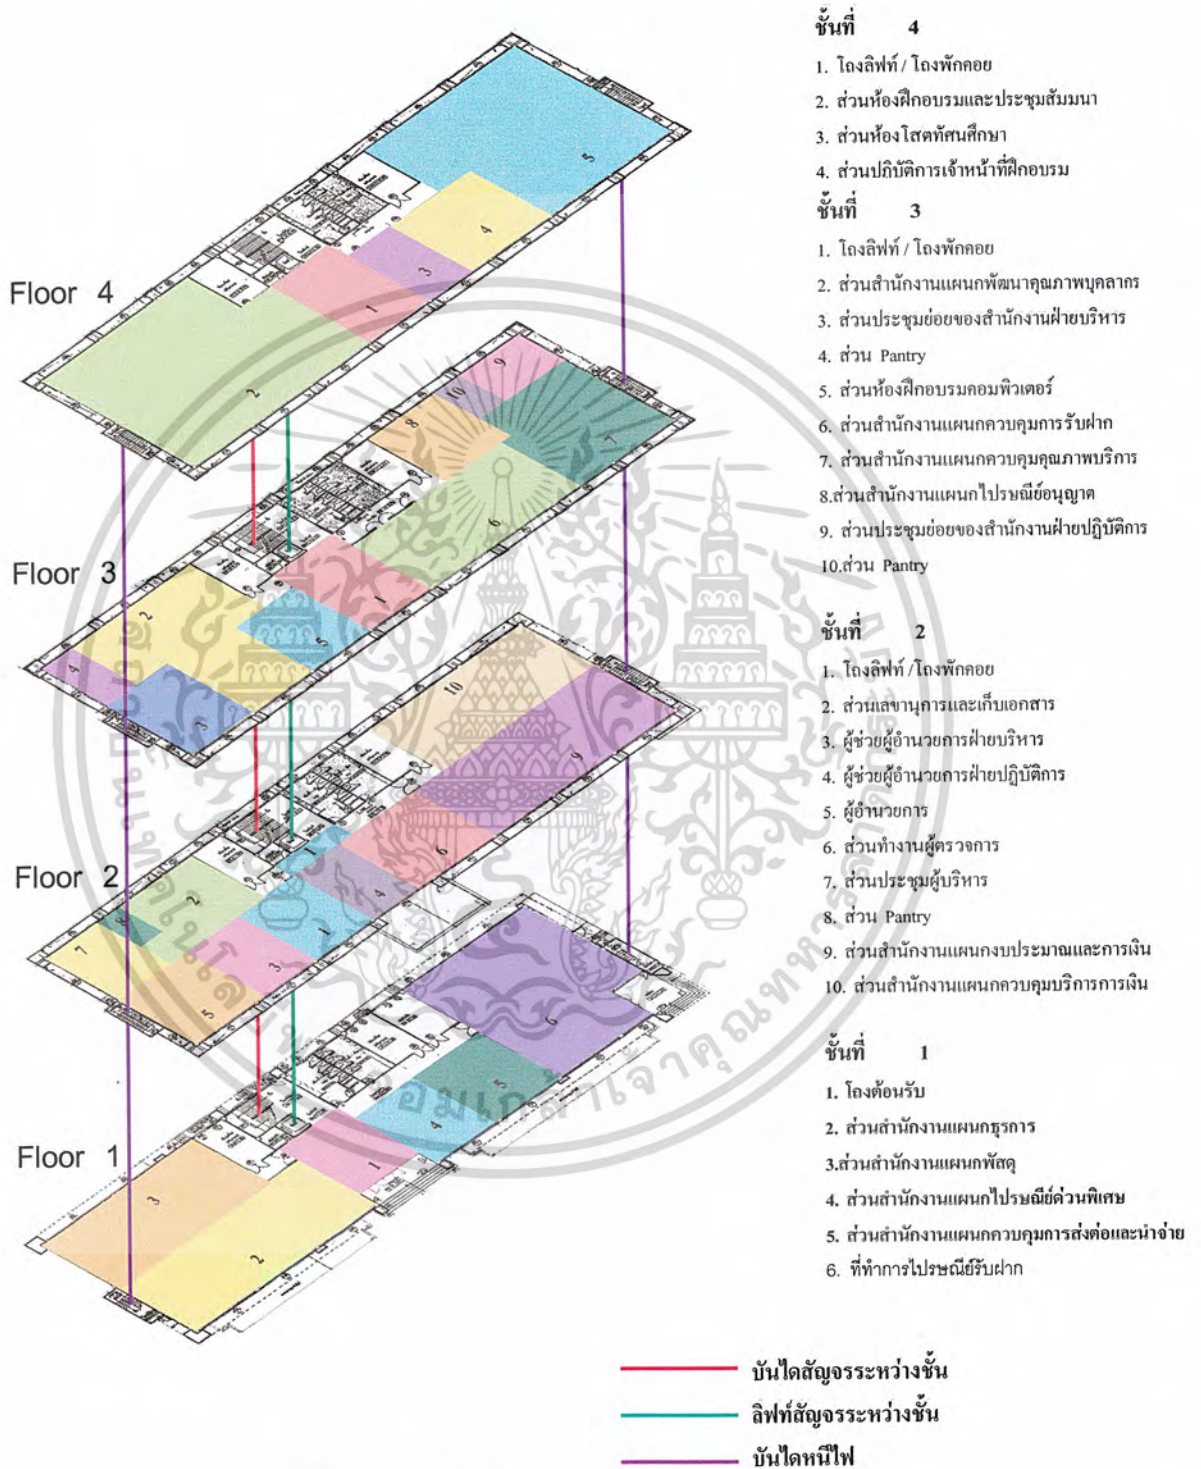 ชั้นที่ 4
1. โถงลิฟท์ / โถงพักคอย
2. ส่วนห้องฝึกอบรมและประชุมสัมมนา
3. ส่วนห้องโสตทัศนศึกษา
4. ส่วนปกิบัติการเจ้าหน้าที่ฝึกอบรม
ชั้นที่ 3
1. โถงลิฟท์ / โถงพักคอย
2. ส่วนสำนักงานแผนกพัฒนาคุณภาพบุคลากร
3. ส่วนประชุมย่อยของสำนักงานฝ่ายบริหาร
4. ส่วน Pantry
5. ส่วนห้องฝึกอบรมคอมพิวเตอร์
6. ส่วนสำนักงานแผนกควบคุมการรับฝาก
7. ส่วนสำนักงานแผนกควบคุมคุณภาพบริการ
8.ส่วนสำนักงานแผนกไปรษณีย์อนุญาต
9. ส่วนประชุมย่อยของสำนักงานฝ่ายปฏิบัติการ
10.ส่วน Pantry
ชั้นที่ 2
1. โถงลิฟท์ / โถงพักคอย
2. ส่วนเลขานุการและเก็บเอกสาร
3. ผู้ช่วยผู้อำนวยการฝ่ายบริหาร
4. ผู้ช่วยผู้อำนวยการฝ่ายปฏิบัติการ
5. ผู้อำนวยการ
6. ส่วนทำงานผู้ตรวจการ
7. ส่วนประชุมผู้บริหาร
8. ส่วน Pantry
9. ส่วนสำนักงานแผนกงบประมาณและการเงิน
10. ส่วนสำนักงานแผนกควบคุมบริการการเงิน
ชั้นที่ 1
1. โถงต้อนรับ
2. ส่วนสำนักงานแผนกธุรการ
3.ส่วนสำนักงานแผนกพัสดุ
4. ส่วนสำนักงานแผนกไปรษณีย์ด่วนพิเศษ
5. ส่วนสำนักงานแผนกควบคุมการส่งต่อและนำจ่าย
6. ที่ทำการไปรษณีย์รับฝาก
Floor 4
5
4
3
1
2
Floor 3
9
10
8
7
6
1
5
2
4
3
Floor 2
10
9
6
1
4
1
2
3
8
7
5
Floor 1
6
5
4
1
3
2
บันไดสัญจรระหว่างชั้น
ลิฟท์สัญจรระหว่างชั้น
บันไดหนีไฟ